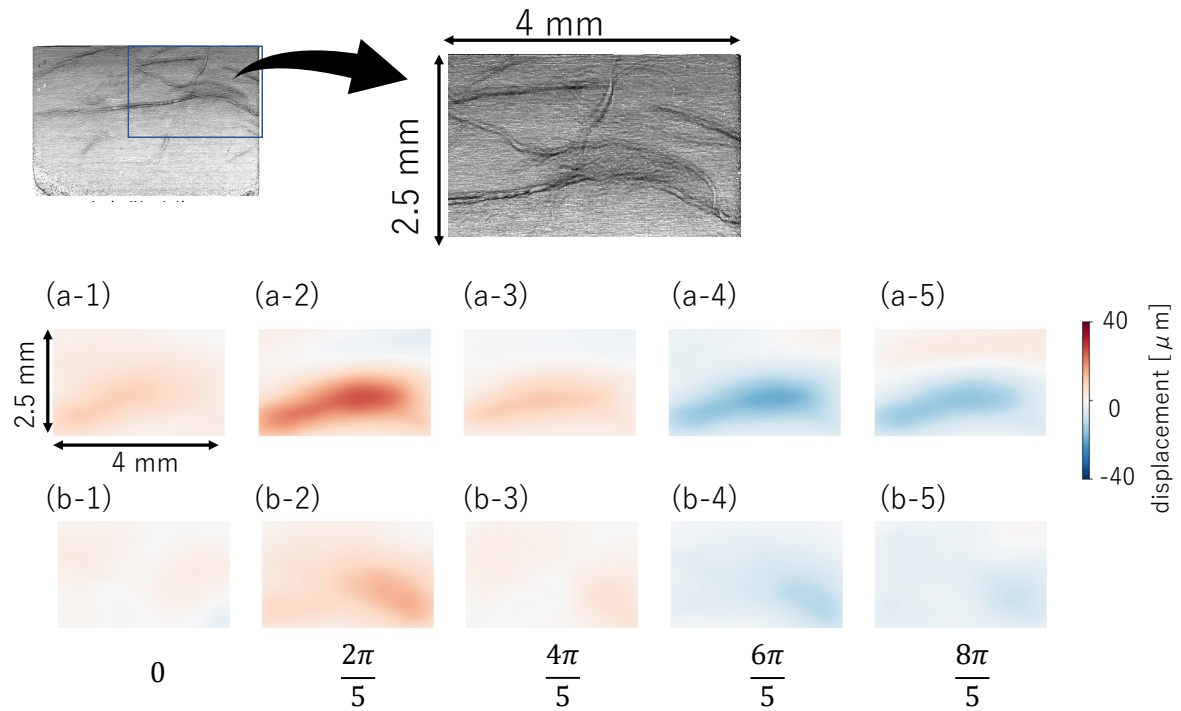 4 mm
2.5 mm
(a-1) (a-2) (a-3) (a-4) (a-5)
2.5 mm
4 mm
40
0
-40
displacement [μm]
(b-1) (b-2) (b-3) (b-4) (b-5)
0 2π/5 4π/5 6π/5 8π/5